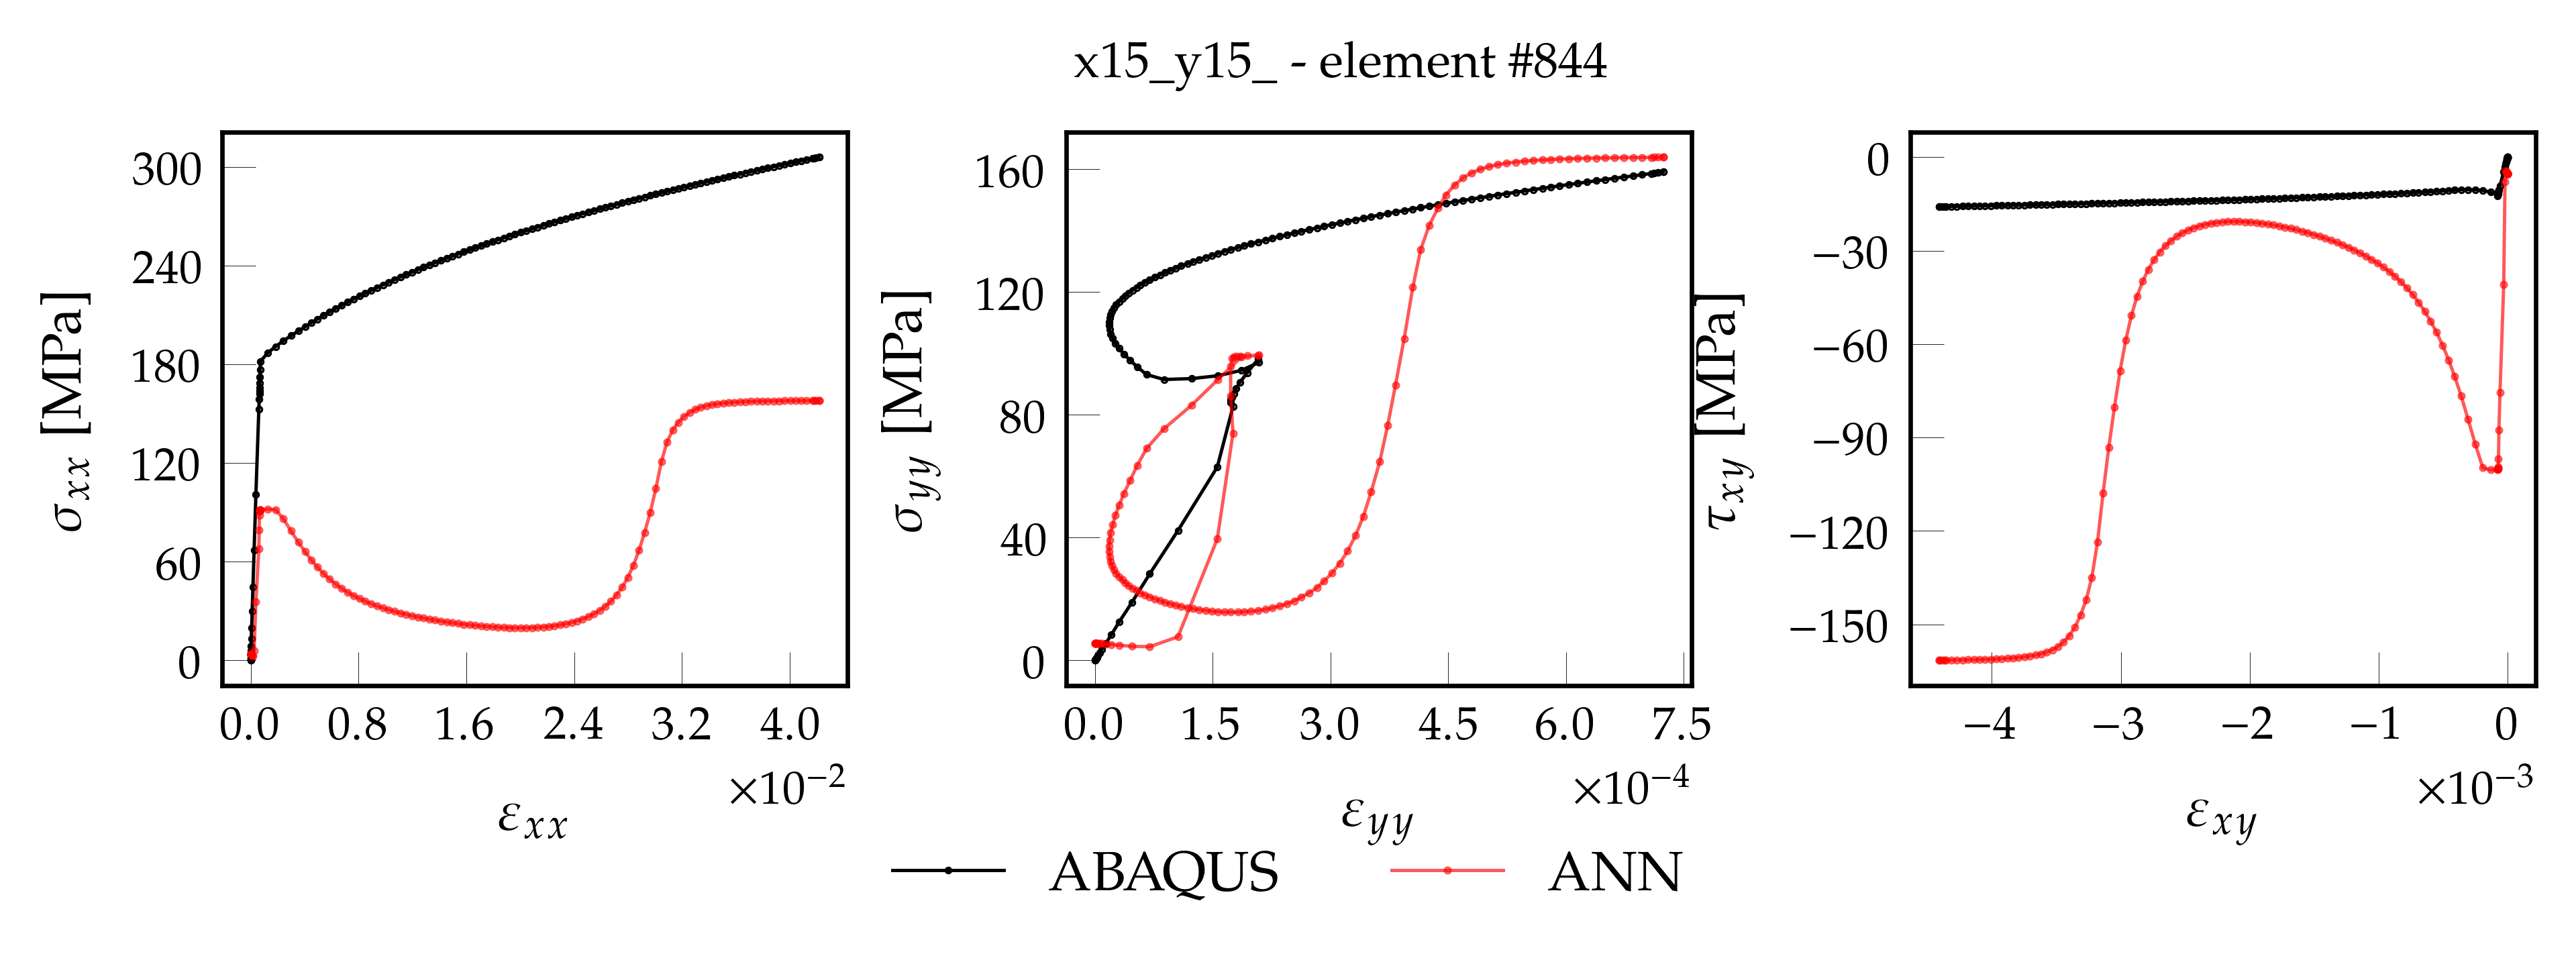 x15_y15_ - element #844
σxx [MPa]
300
240
180
120
60
0
0.0 0.8 1.6 2.4 3.2 4.0
×10−2
εxx
σyy [MPa]
160
120
80
40
0
0.0 1.5 3.0 4.5 6.0 7.5
×10−4
εyy
τxy [MPa]
0
−30
−60
−90
−120
−150
−4 −3 −2 −1 0
×10−3
εxy
ABAQUS ANN